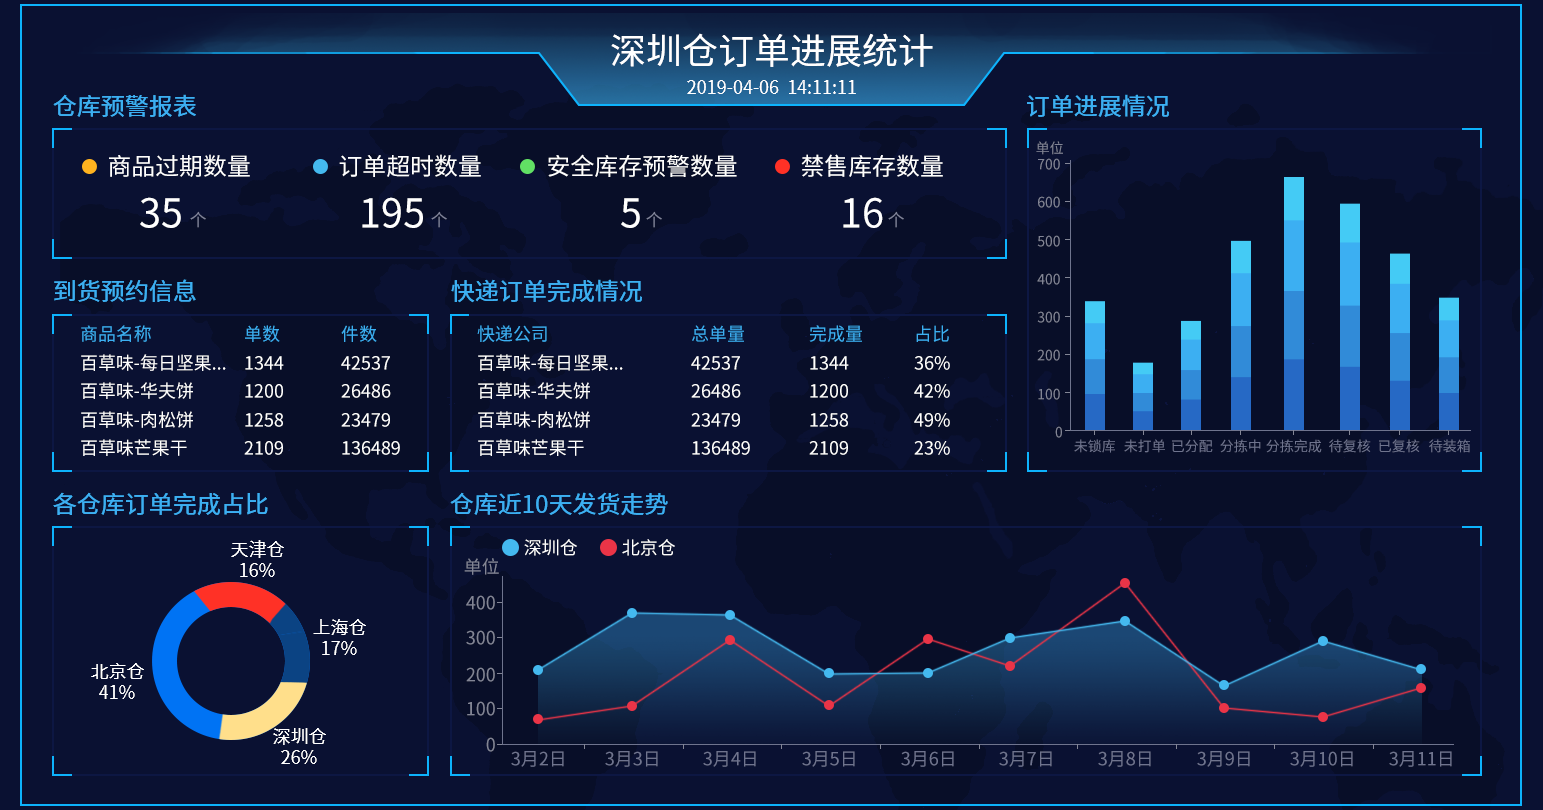 深圳仓订单进展统计
2019-04-06 14:11:11
仓库预警报表
商品过期数量 订单超时数量 安全库存预警数量 禁售库存数量
35个 195个 5个 16个
订单进展情况
单位
700
600
500
400
300
200
100
0
未锁库 未打单 已分配 分拣中 分拣完成 待复核 已复核 待装箱
到货预约信息
商品名称 单数 件数
百草味-每日坚果... 1344 42537
百草味-华夫饼 1200 26486
百草味-肉松饼 1258 23479
百草味芒果干 2109 136489
快递订单完成情况
快递公司 总单量 完成量 占比
百草味-每日坚果... 42537 1344 36%
百草味-华夫饼 26486 1200 42%
百草味-肉松饼 23479 1258 49%
百草味芒果干 136489 2109 23%
各仓库订单完成占比
天津仓
16%
上海仓
17%
北京仓
41%
深圳仓
26%
仓库近10天发货走势
深圳仓 北京仓
单位
400
300
200
100
0
3月2日 3月3日 3月4日 3月5日 3月6日 3月7日 3月8日 3月9日 3月10日 3月11日